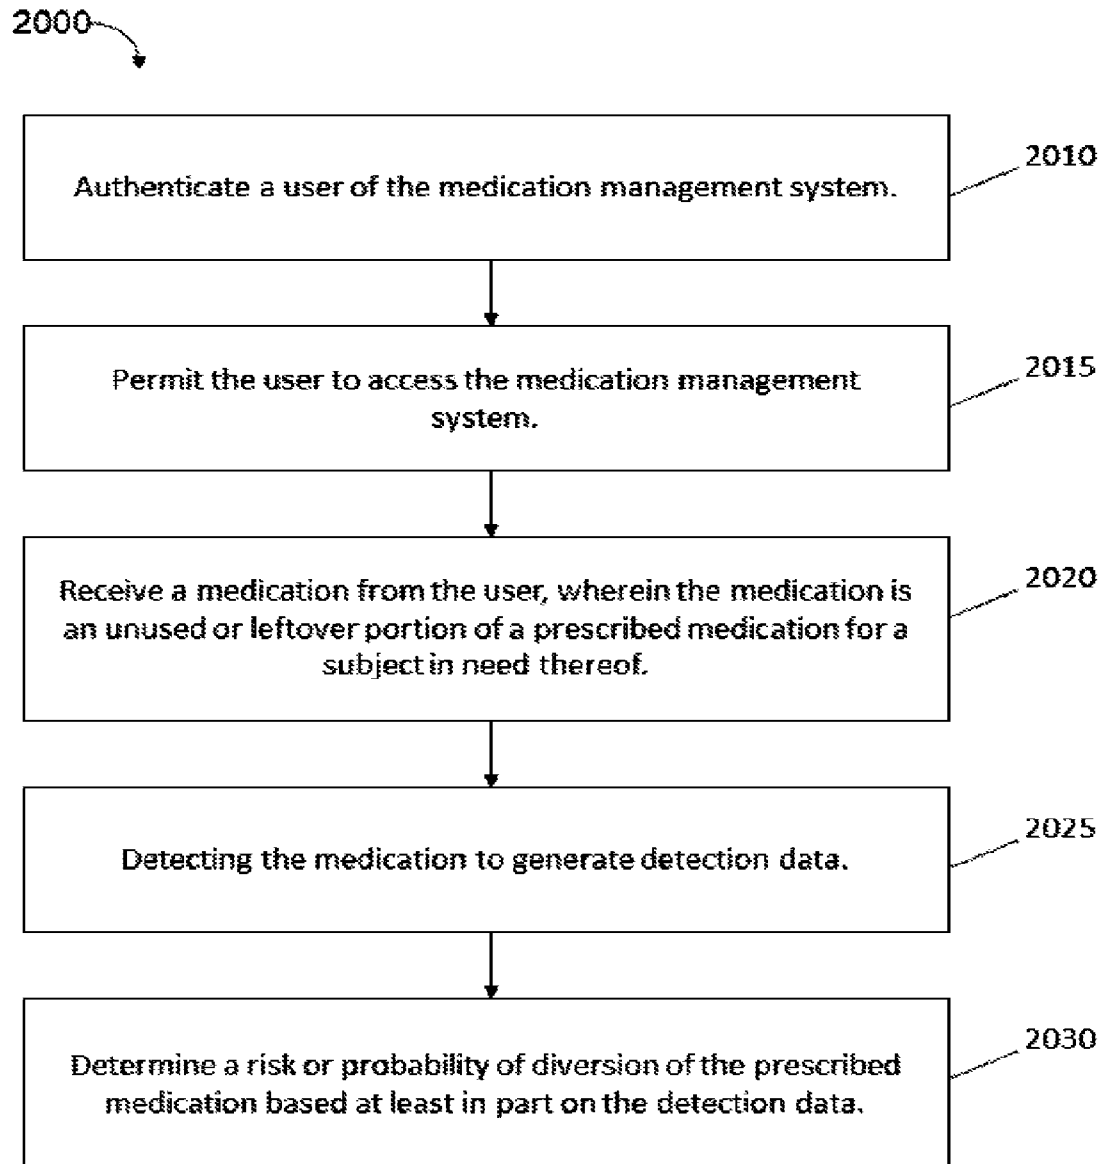 2000
2010
Authenticate a user of the medication management system.
2015
Permit the user to access the medication management
system.
2020
Receive a medication from the user, wherein the medication is
an unused or leftover portion of a prescribed medication for a
subject in need thereof.
2025
Detecting the medication to generate detection data.
2030
Determine a risk or probability of diversion of the prescribed
medication based at least in part on the detection data.